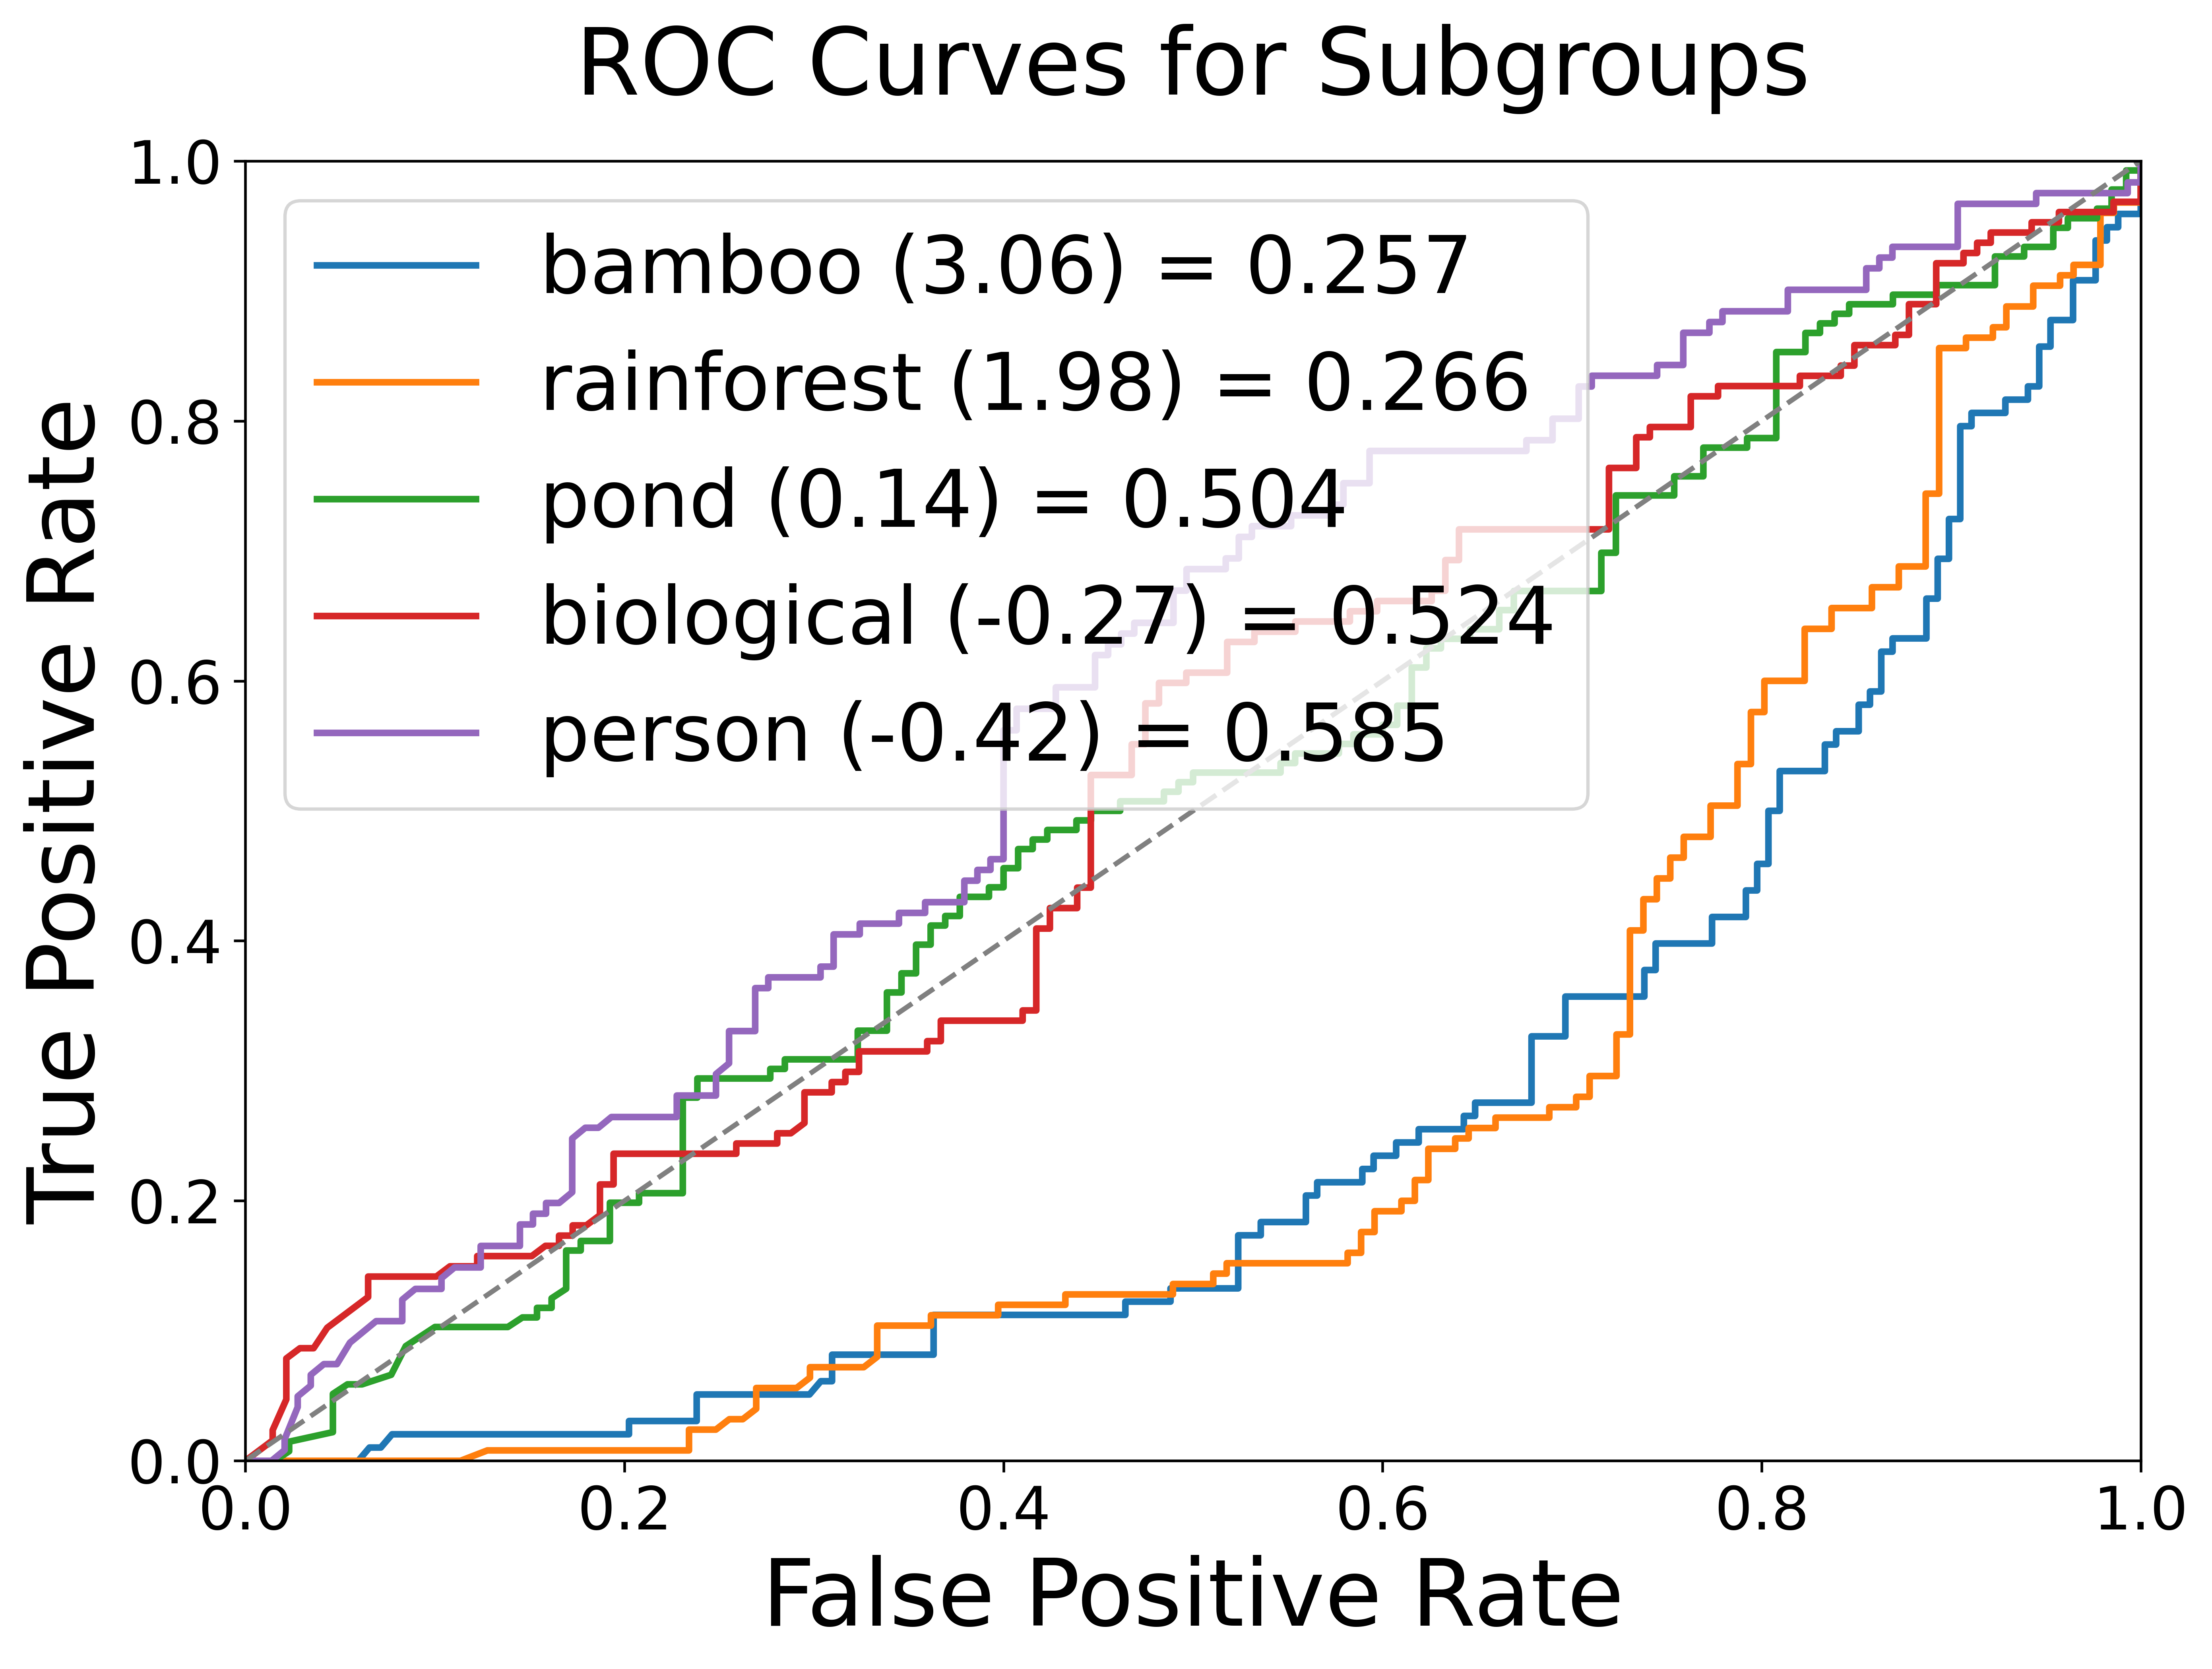 ROC Curves for Subgroups
1.0
0.8
0.6
0.4
0.2
0.0
True Positive Rate
bamboo (3.06) = 0.257
rainforest (1.98) = 0.266
pond (0.14) = 0.504
biological (-0.27) = 0.524
person (-0.42) = 0.585
0.0 0.2 0.4 0.6 0.8 1.0
False Positive Rate